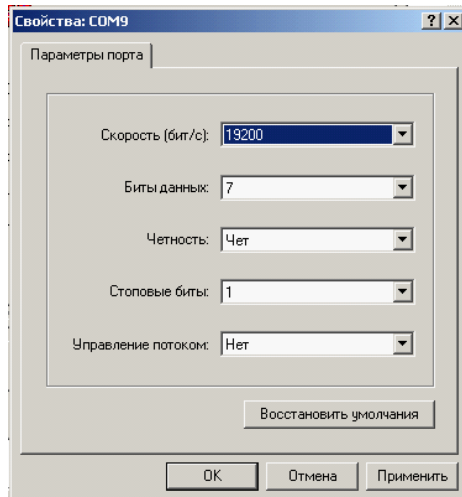 Свойства: COM9
Параметры порта
Скорость (бит/с): 19200
Биты данных: 7
Четность: Чет
Стоповые биты: 1
Управление потоком: Нет
Восстановить умолчания
OK Отмена Применить